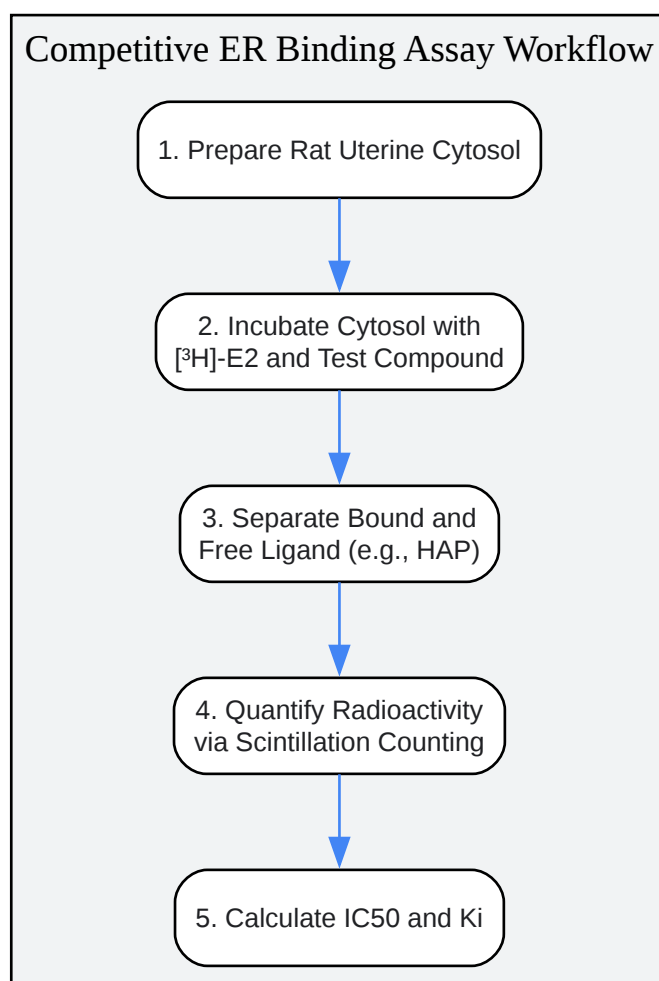 Competitive ER Binding Assay Workflow
1. Prepare Rat Uterine Cytosol
2. Incubate Cytosol with
[³H]-E2 and Test Compound
3. Separate Bound and
Free Ligand (e.g., HAP)
4. Quantify Radioactivity
via Scintillation Counting
5. Calculate IC50 and Ki